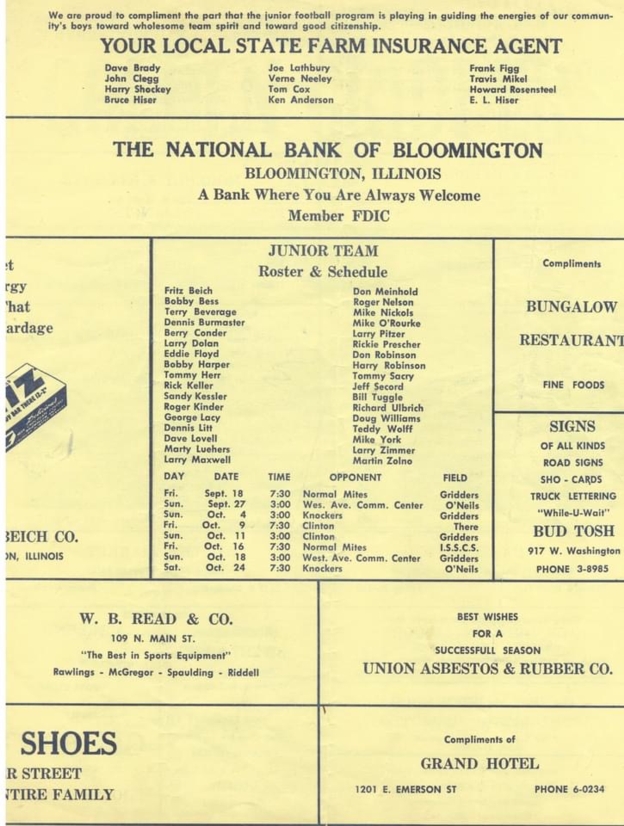 We are proud to compliment the part that the junior football program is playing in guiding the energies of our commun-
ity's boys toward wholesome team spirit and toward good citizenship.
YOUR LOCAL STATE FARM INSURANCE AGENT
Dave Brady Joe Lathbury Frank Figg
John Clegg Verne Neeley Travis Mikel
Harry Shockey Tom Cox Howard Rosensteel
Bruce Hiser Ken Anderson E. L. Hiser
THE NATIONAL BANK OF BLOOMINGTON
BLOOMINGTON, ILLINOIS
A Bank Where You Are Always Welcome
Member FDIC
et
rgy
That
ardage
IZ
BEICH CO.
ON, ILLINOIS
JUNIOR TEAM
Roster & Schedule
Fritz Beich Don Meinhold
Bobby Bess Roger Nelson
Terry Beverage Mike Nickols
Dennis Burmaster Mike O'Rourke
Berry Conder Larry Pitzer
Larry Dolan Rickie Prescher
Eddie Floyd Don Robinson
Bobby Harper Harry Robinson
Tommy Herr Tommy Sacry
Rick Keller Jeff Secord
Sandy Kessler Bill Tuggle
Roger Kinder Richard Ulbrich
George Lacy Doug Williams
Dennis Litt Teddy Wolff
Dave Lovell Mike York
Marty Luehers Larry Zimmer
Larry Maxwell Martin Zolno
DAY DATE TIME OPPONENT FIELD
Fri. Sept. 18 7:30 Normal Mites Gridders
Sun. Sept. 27 3:00 Wes. Ave. Comm. Center O'Neils
Sun. Oct. 4 3:00 Knockers Gridders
Fri. Oct. 9 7:30 Clinton There
Sun. Oct. 11 3:00 Clinton Gridders
Fri. Oct. 16 7:30 Normal Mites I.S.S.C.S.
Sun. Oct. 18 3:00 West. Ave. Comm. Center Gridders
Sat. Oct. 24 7:30 Knockers O'Neils
Compliments
BUNGALOW
RESTAURANT
FINE FOODS
SIGNS
OF ALL KINDS
ROAD SIGNS
SHO - CARDS
TRUCK LETTERING
"While-U-Wait"
BUD TOSH
917 W. Washington
PHONE 3-8985
W. B. READ & CO.
109 N. MAIN ST.
"The Best in Sports Equipment"
Rawlings - McGregor - Spaulding - Riddell
BEST WISHES
FOR A
SUCCESSFULL SEASON
UNION ASBESTOS & RUBBER CO.
SHOES
R STREET
NTIRE FAMILY
Compliments of
GRAND HOTEL
1201 E. EMERSON ST PHONE 6-0234